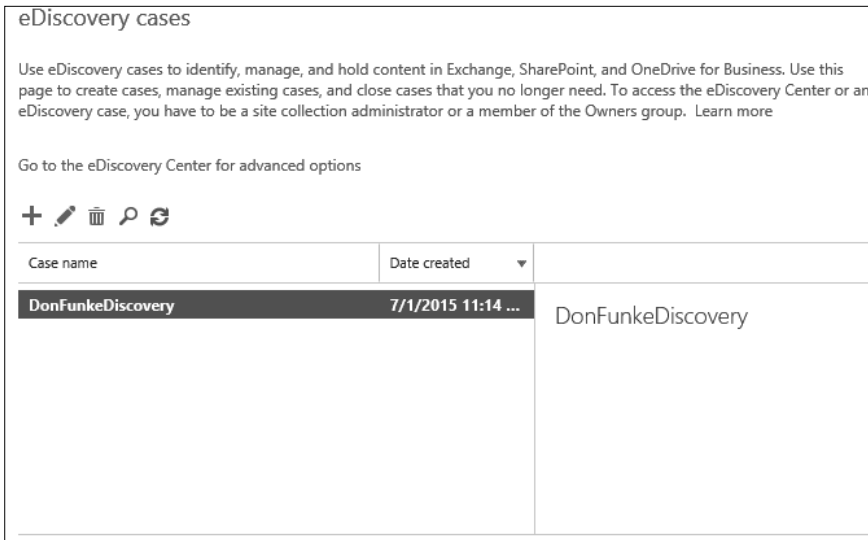 eDiscovery cases
Use eDiscovery cases to identify, manage, and hold content in Exchange, SharePoint, and OneDrive for Business. Use this
page to create cases, manage existing cases, and close cases that you no longer need. To access the eDiscovery Center or an
eDiscovery case, you have to be a site collection administrator or a member of the Owners group. Learn more
Go to the eDiscovery Center for advanced options
Case name Date created
DonFunkeDiscovery 7/1/2015 11:14 ...
DonFunkeDiscovery